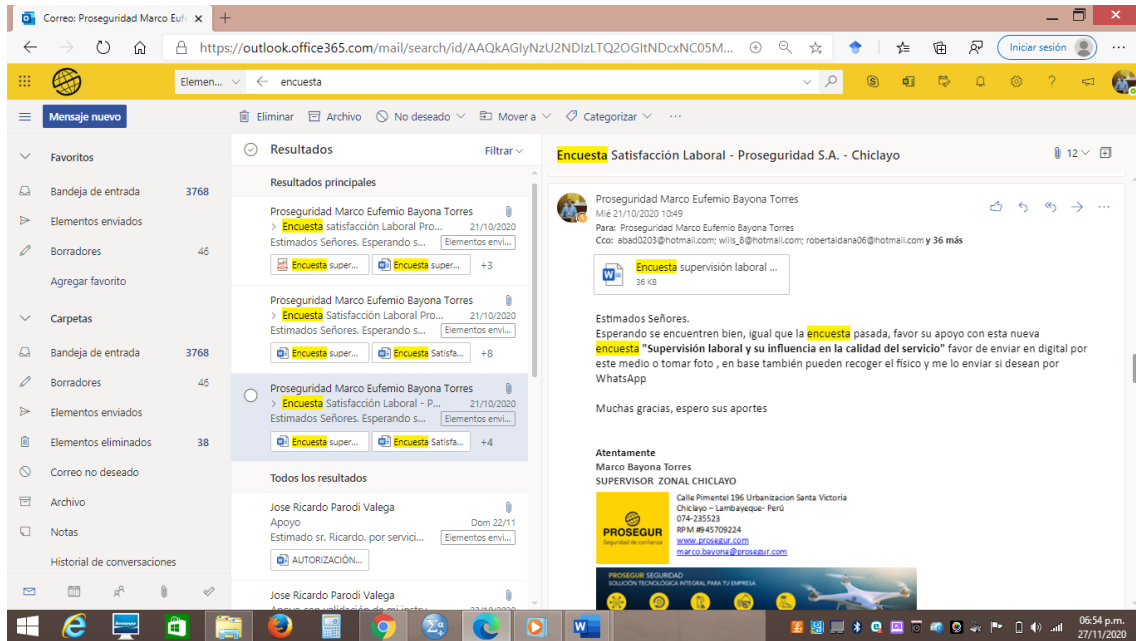 Correo: Proseguridad Marco Eufe
https://outlook.office365.com/mail/search/id/AAQkAGIyNzU2NDIzLTQ2OGItNDcxNC05M...
Iniciar sesión
Elemen...
encuesta
Mensaje nuevo
Eliminar
Archivo
No deseado
Mover a
Categorizar
Favoritos
Bandeja de entrada 3768
Elementos enviados
Borradores 46
Agregar favorito
Carpetas
Bandeja de entrada 3768
Borradores 46
Elementos enviados
Elementos eliminados 38
Correo no deseado
Archivo
Notas
Historial de conversaciones
Resultados Filtrar
Resultados principales
Proseguridad Marco Eufemio Bayona Torres
> Encuesta satisfacción Laboral Pro... 21/10/2020
Estimados Señores. Esperando s... Elementos envi...
Encuesta super... Encuesta super... +3
Proseguridad Marco Eufemio Bayona Torres
> Encuesta Satisfacción Laboral Pro... 21/10/2020
Estimados Señores. Esperando s... Elementos envi...
Encuesta super... Encuesta Satisfa... +8
Proseguridad Marco Eufemio Bayona Torres
> Encuesta Satisfacción Laboral - P... 21/10/2020
Estimados Señores. Esperando s... Elementos envi...
Encuesta super... Encuesta Satisfa... +4
Todos los resultados
Jose Ricardo Parodi Valega
Apoyo Dom 22/11
Estimado sr. Ricardo. por servici... Elementos envi...
AUTORIZACIÓN...
Jose Ricardo Parodi Valega
Encuesta Satisfacción Laboral - Proseguridad S.A. - Chiclayo 12
Proseguridad Marco Eufemio Bayona Torres
Mié 21/10/2020 10:49
Para: Proseguridad Marco Eufemio Bayona Torres
Cco: abad0203@hotmail.com; wilis_8@hotmail.com; robertaldana06@hotmail.com y 36 más
Encuesta supervisión laboral ...
36 KB
Estimados Señores.
Esperando se encuentren bien, igual que la encuesta pasada, favor su apoyo con esta nueva
encuesta "Supervisión laboral y su influencia en la calidad del servicio" favor de enviar en digital por
este medio o tomar foto , en base también pueden recoger el físico y me lo enviar si desean por
WhatsApp
Muchas gracias, espero sus aportes
Atentamente
Marco Bayona Torres
SUPERVISOR ZONAL CHICLAYO
PROSEGUR
Seguridad de confianza
Calle Pimentel 196 Urbanizacion Santa Victoria
Chiclayo – Lambayeque- Perú
074-235523
RPM #945709224
www.prosegur.com
marco.bayona@prosegur.com
PROSEGUR SEGURIDAD
SOLUCIÓN TECNOLÓGICA INTEGRAL PARA TU EMPRESA
06:54 p.m.
27/11/2020